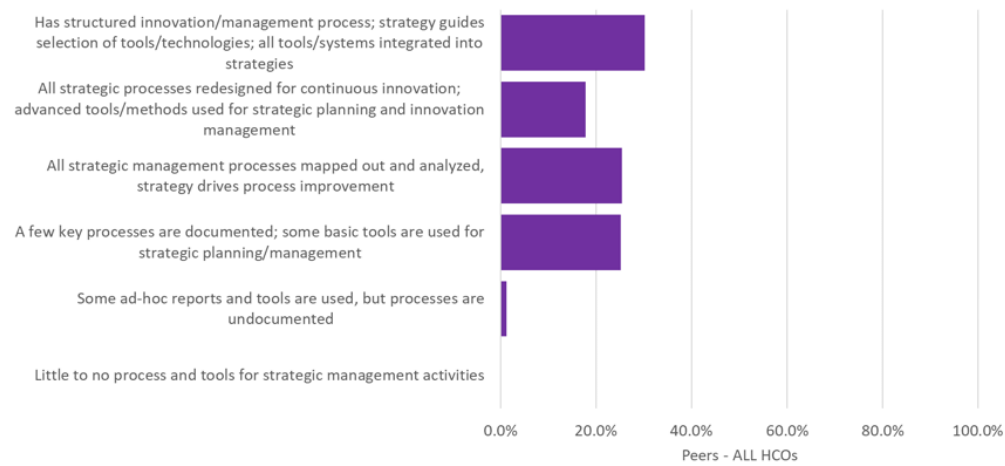 Has structured innovation/management process; strategy guides
selection of tools/technologies; all tools/systems integrated into
strategies
All strategic processes redesigned for continuous innovation;
advanced tools/methods used for strategic planning and innovation
management
All strategic management processes mapped out and analyzed,
strategy drives process improvement
A few key processes are documented; some basic tools are used for
strategic planning/management
Some ad-hoc reports and tools are used, but processes are
undocumented
Little to no process and tools for strategic management activities
0.0% 20.0% 40.0% 60.0% 80.0% 100.0%
Peers - ALL HCOs